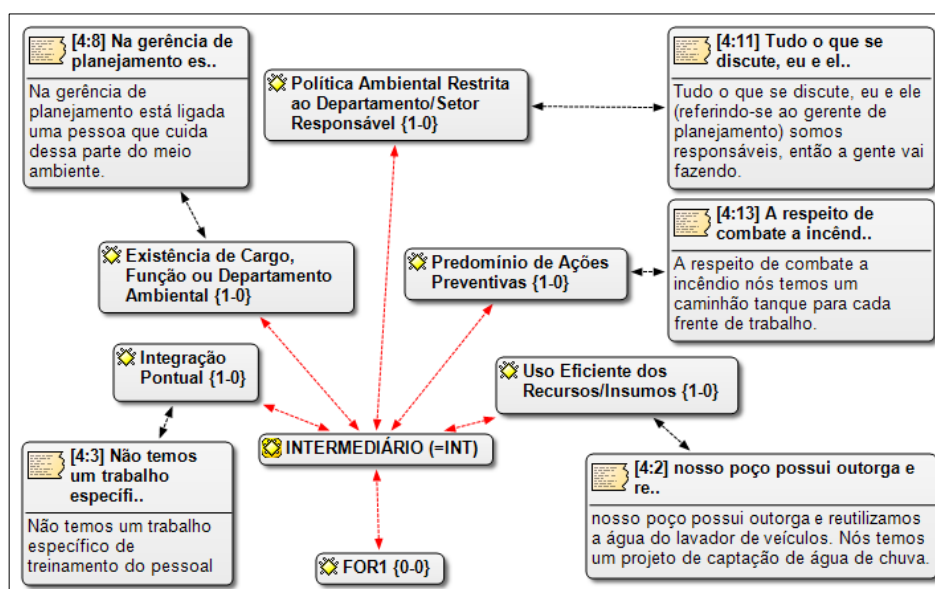 [4:8] Na gerência de
planejamento es..
Na gerência de
planejamento está ligada
uma pessoa que cuida
dessa parte do meio
ambiente.
Política Ambiental Restrita
ao Departamento/Setor
Responsável {1-0}
[4:11] Tudo o que se
discute, eu e el..
Tudo o que se discute, eu e ele
(referindo-se ao gerente de
planejamento) somos
responsáveis, então a gente vai
fazendo.
[4:13] A respeito de
combate a incênd..
A respeito de combate a
incêndio nós temos um
caminhão tanque para cada
frente de trabalho.
Existência de Cargo,
Função ou Departamento
Ambiental {1-0}
Predomínio de Ações
Preventivas {1-0}
Integração
Pontual {1-0}
Uso Eficiente dos
Recursos/Insumos {1-0}
INTERMEDIÁRIO (=INT)
[4:3] Não temos
um trabalho
específi..
Não temos um trabalho
específico de
treinamento do pessoal
[4:2] nosso poço possui outorga e
re..
nosso poço possui outorga e reutilizamos
a água do lavador de veículos. Nós temos
um projeto de captação de água de chuva.
FOR1 {0-0}